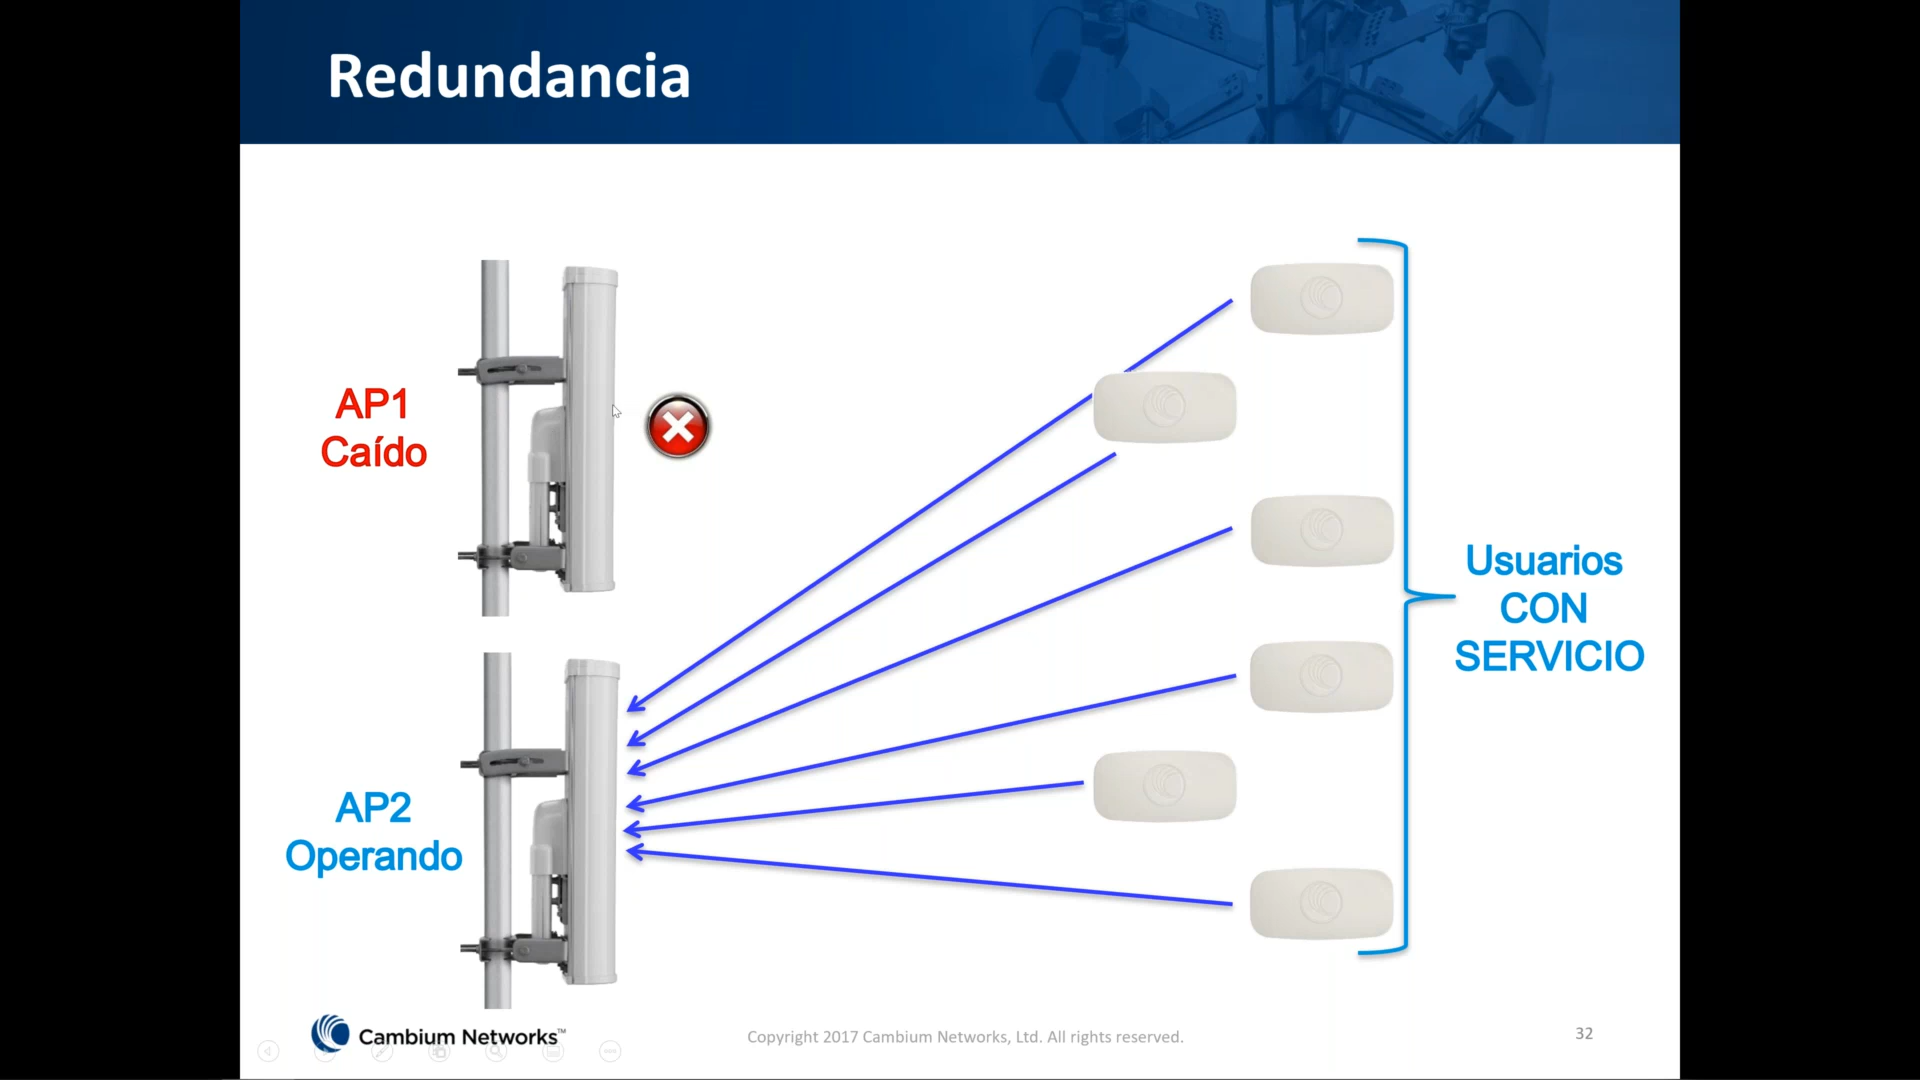 Redundancia
AP1
Caído
Usuarios
CON
SERVICIO
AP2
Operando
Cambium Networks™
Copyright 2017 Cambium Networks, Ltd. All rights reserved.
32